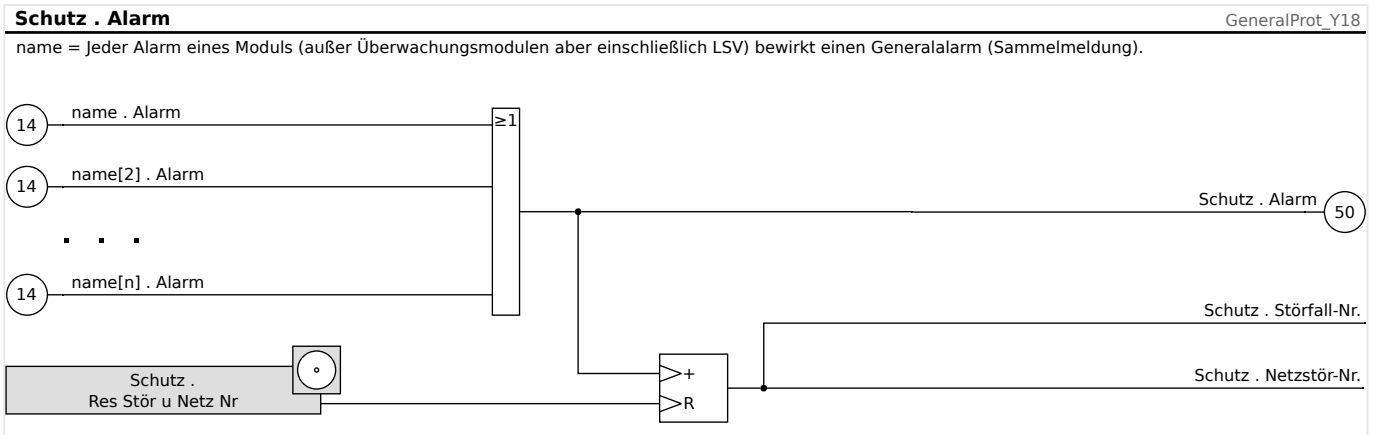 Schutz . Alarm
GeneralProt_Y18
name = Jeder Alarm eines Moduls (außer Überwachungsmodulen aber einschließlich LSV) bewirkt einen Generalalarm (Sammelmeldung).
14
name . Alarm
≥1
14
name[2] . Alarm
Schutz . Alarm
50
. . .
14
name[n] . Alarm
Schutz . Störfall-Nr.
Schutz .
Res Stör u Netz Nr
+
R
Schutz . Netzstör-Nr.